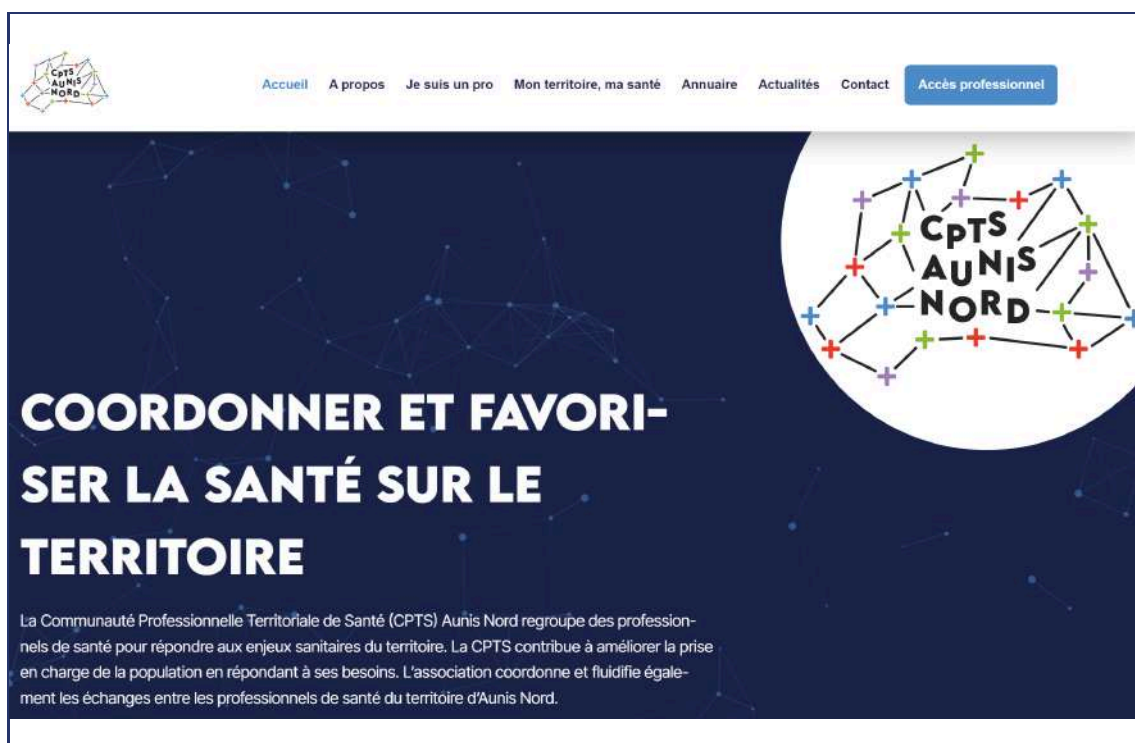 CPTS
AUNIS
NORD
Accueil A propos Je suis un pro Mon territoire, ma santé Annuaire Actualités Contact Accès professionnel
CPTS
AUNIS
NORD
COORDONNER ET FAVORI-
SER LA SANTÉ SUR LE
TERRITOIRE
La Communauté Professionnelle Territoriale de Santé (CPTS) Aunis Nord regroupe des profession-
nels de santé pour répondre aux enjeux sanitaires du territoire. La CPTS contribue à améliorer la prise
en charge de la population en répondant à ses besoins. L’association coordonne et fluidifie égale-
ment les échanges entre les professionnels de santé du territoire d’Aunis Nord.